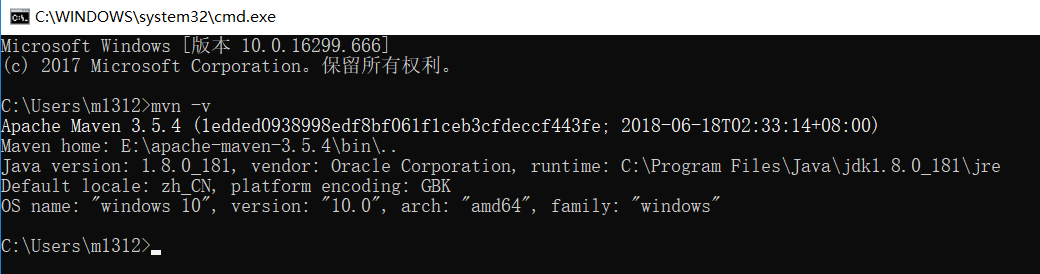 C:\WINDOWS\system32\cmd.exe
Microsoft Windows [版本 10.0.16299.666]
(c) 2017 Microsoft Corporation。保留所有权利。
C:\Users\m1312>mvn -v
Apache Maven 3.5.4 (1edded0938998edf8bf061f1ceb3cfdeccf443fe; 2018-06-18T02:33:14+08:00)
Maven home: E:\apache-maven-3.5.4\bin\..
Java version: 1.8.0_181, vendor: Oracle Corporation, runtime: C:\Program Files\Java\jdk1.8.0_181\jre
Default locale: zh_CN, platform encoding: GBK
OS name: "windows 10", version: "10.0", arch: "amd64", family: "windows"
C:\Users\m1312>